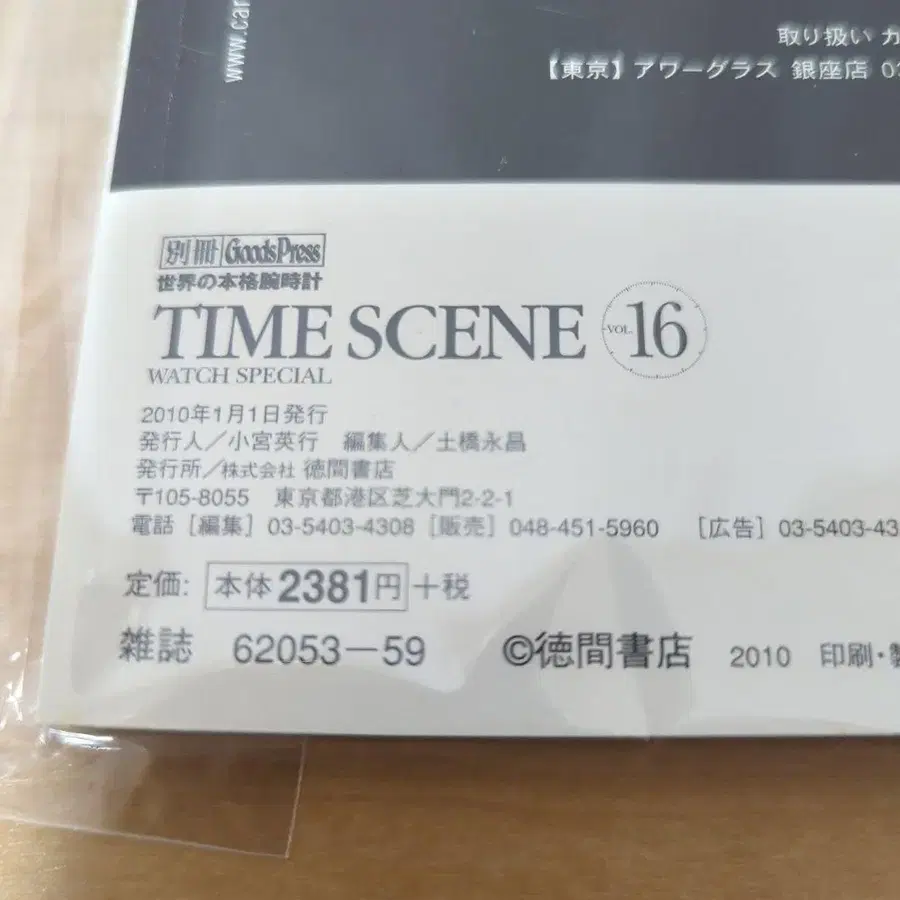 www.car
取り扱い カ
【東京】アワーグラス 銀座店 03
別冊 GoodsPress
世界の本格腕時計
TIME SCENE VOL. 16
WATCH SPECIAL
2010年1月1日発行
発行人／小宮英行 編集人／土橋永昌
発行所／株式会社 徳間書店
〒105-8055 東京都港区芝大門2-2-1
電話［編集］03-5403-4308［販売］048-451-5960 ［広告］03-5403-43
定価: 本体2381円+税
雑誌 62053-59 ©徳間書店 2010 印刷・製